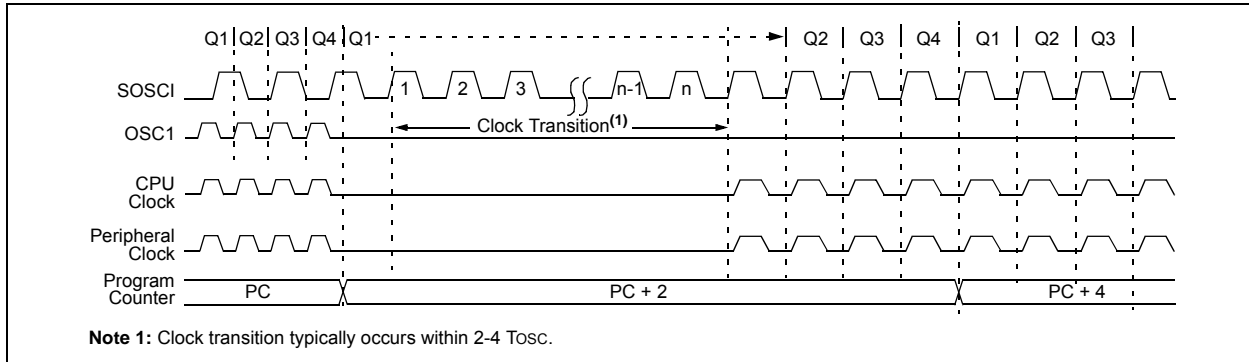 Q1 Q2 Q3 Q4 Q1 Q2 Q3 Q4 Q1 Q2 Q3
SOSCI 1 2 3 n-1 n
Clock Transition(1)
OSC1
CPU
Clock
Peripheral
Clock
Program
Counter
PC PC + 2 PC + 4
Note 1: Clock transition typically occurs within 2-4 TOSC.